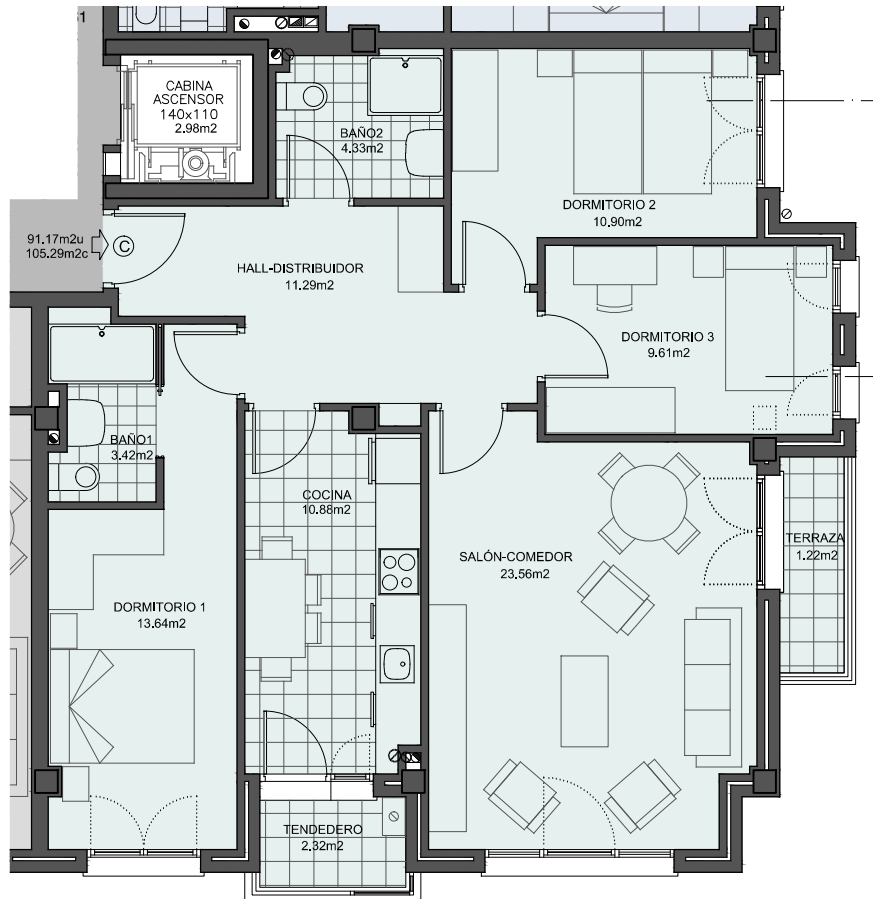 1
CABINA
ASCENSOR
140x110
2.98m2
BAÑO2
4.33m2
DORMITORIO 2
10.90m2
91.17m2u
105.29m2c
C
HALL-DISTRIBUIDOR
11.29m2
DORMITORIO 3
9.61m2
BAÑO1
3.42m2
COCINA
10.88m2
SALÓN-COMEDOR
23.56m2
TERRAZA
1.22m2
DORMITORIO 1
13.64m2
TENDEDERO
2.32m2